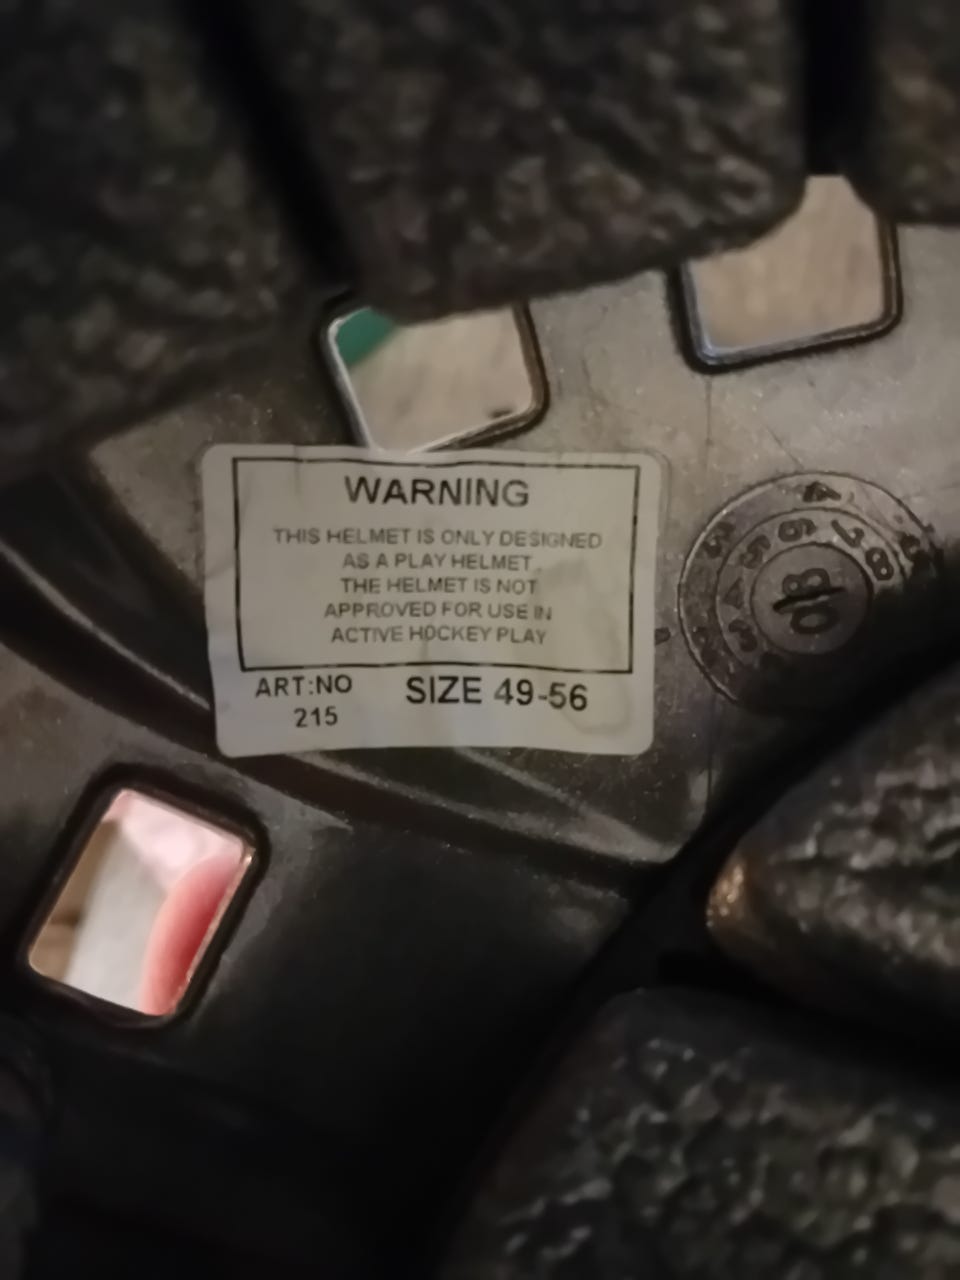 WARNING
THIS HELMET IS ONLY DESIGNED
AS A PLAY HELMET.
THE HELMET IS NOT
APPROVED FOR USE IN
ACTIVE HOCKEY PLAY
ART:NO
215
SIZE 49-56